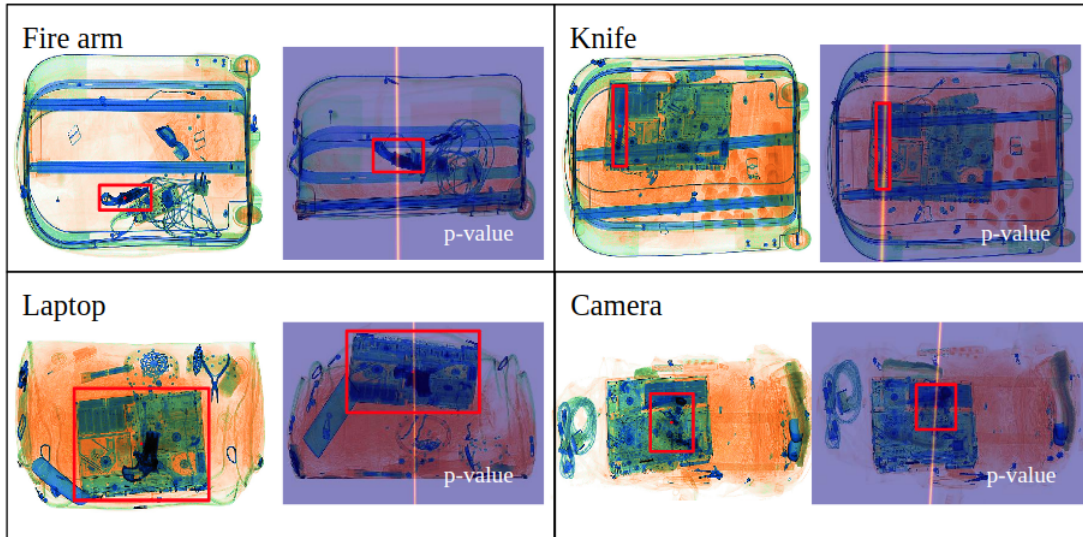 Fire arm
p-value
Knife
p-value
Laptop
p-value
Camera
p-value